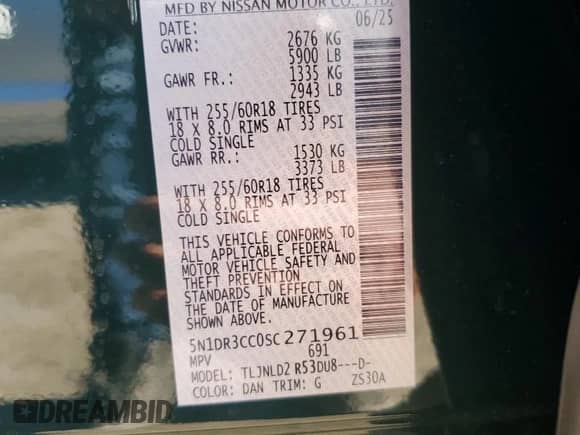 MFD BY NISSAN MOTOR CO., LTD.
DATE: 06/25
GVWR: 2676 KG
5900 LB
GAWR FR.: 1335 KG
2943 LB
WITH 255/60R18 TIRES
18 X 8.0 RIMS AT 33 PSI
COLD SINGLE
GAWR RR.: 1530 KG
3373 LB
WITH 255/60R18 TIRES
18 X 8.0 RIMS AT 33 PSI
COLD SINGLE
THIS VEHICLE CONFORMS TO
ALL APPLICABLE FEDERAL
MOTOR VEHICLE SAFETY AND
THEFT PREVENTION
STANDARDS IN EFFECT ON
THE DATE OF MANUFACTURE
SHOWN ABOVE.
5N1DR3CC0SC271961
MPV 691
MODEL: TLJNLD2 R53DU8---D-
COLOR: DAN TRIM: G ZS30A
DREAMBID